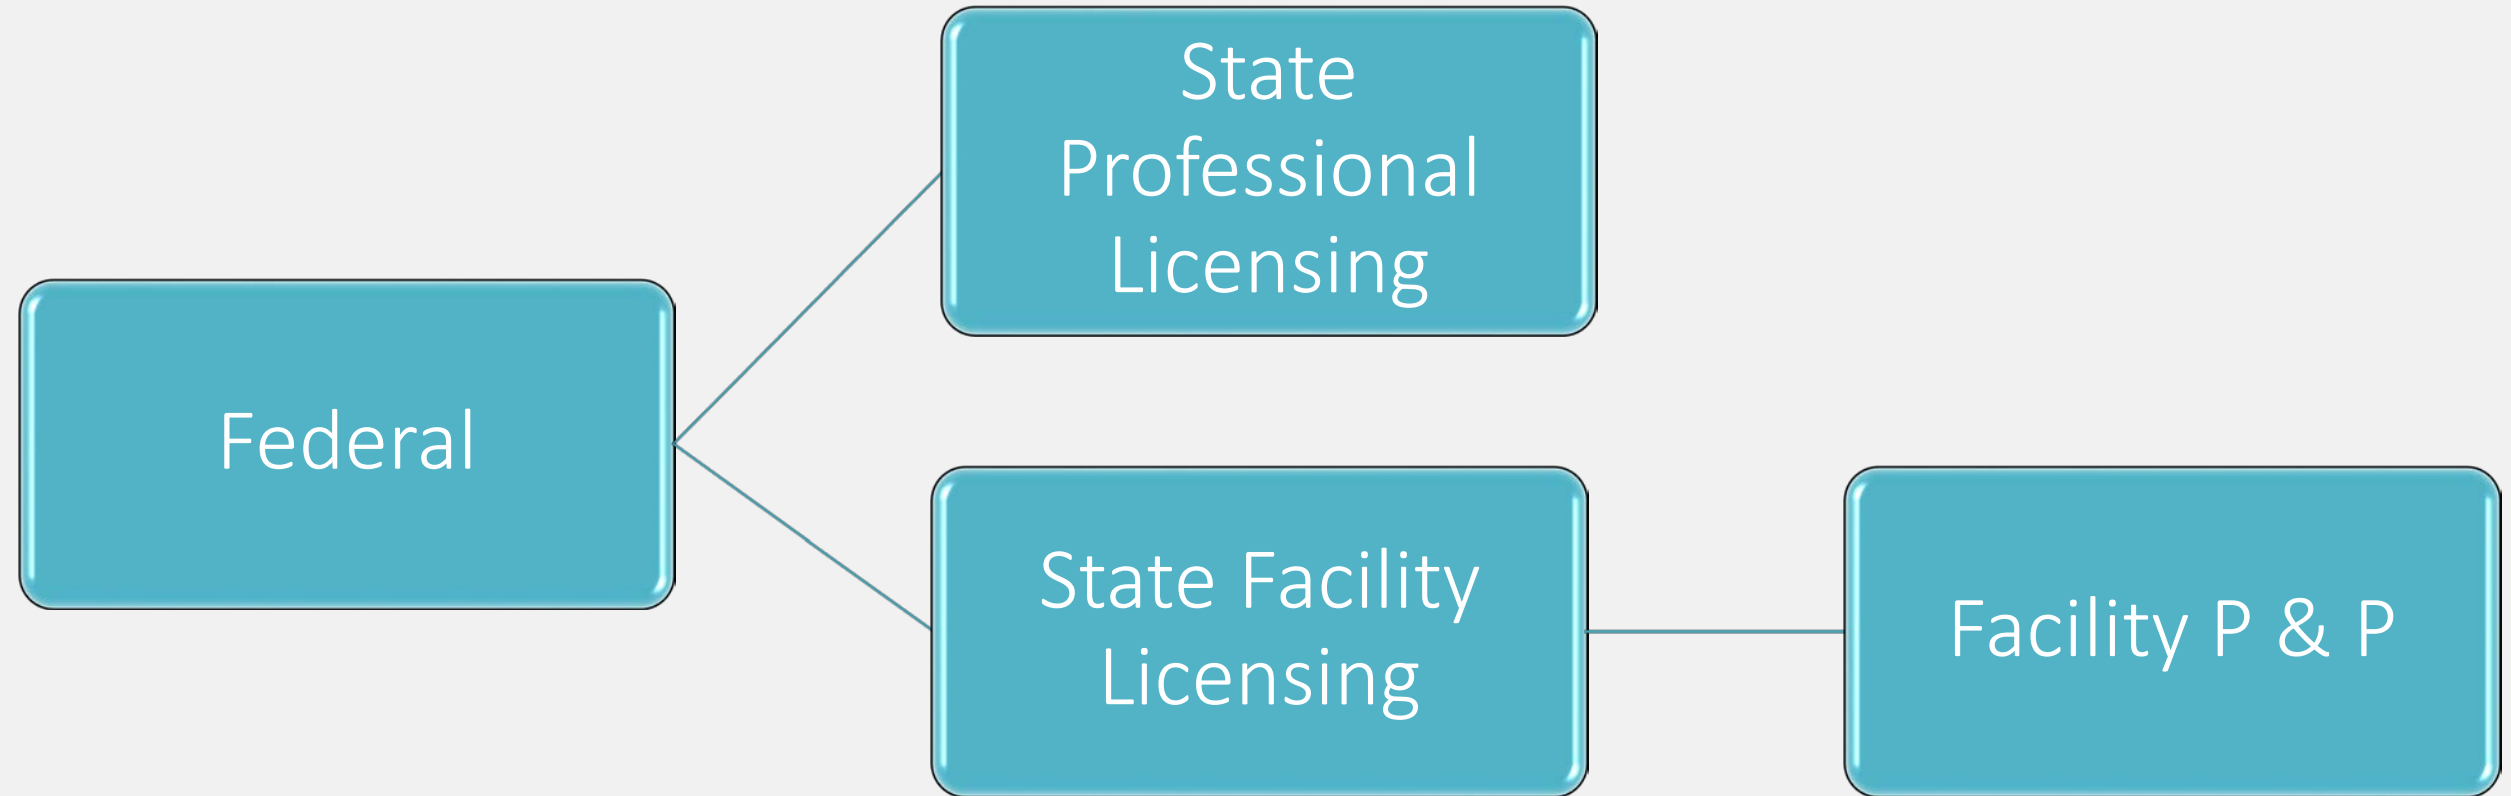 Federal
State
Professional
Licensing
State Facility
Licensing
Facility P & P